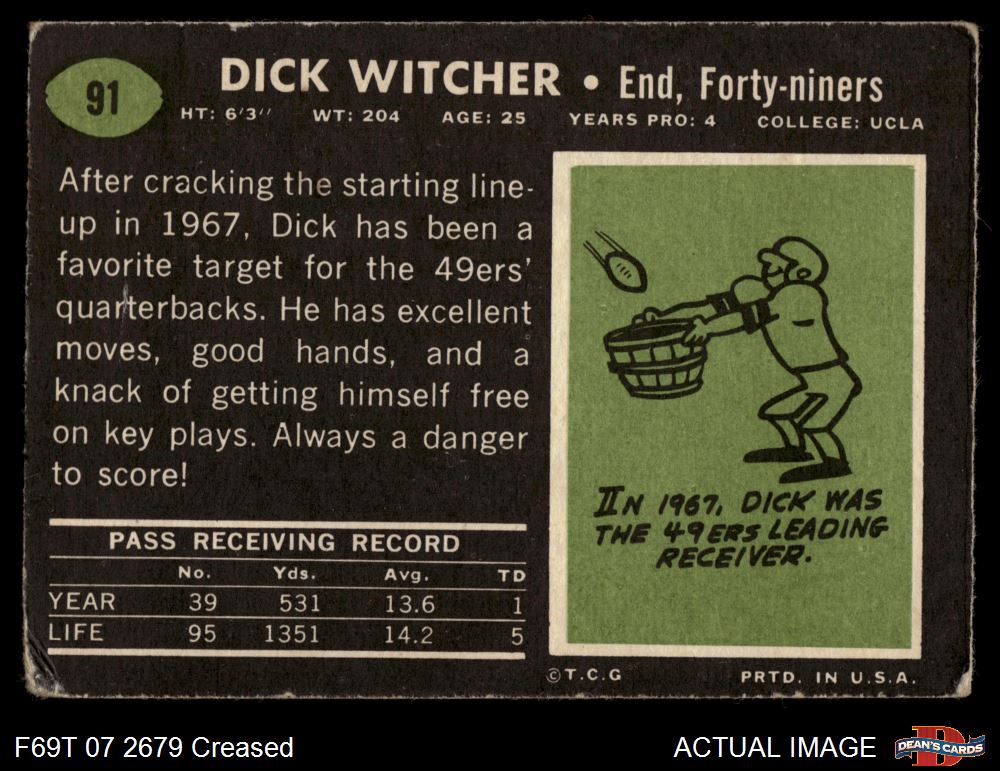 91
DICK WITCHER • End, Forty-niners
HT: 6'3" WT: 204 AGE: 25 YEARS PRO: 4 COLLEGE: UCLA
After cracking the starting line-
up in 1967, Dick has been a
favorite target for the 49ers'
quarterbacks. He has excellent
moves, good hands, and a
knack of getting himself free
on key plays. Always a danger
to score!
PASS RECEIVING RECORD
No. Yds. Avg. TD
YEAR 39 531 13.6 1
LIFE 95 1351 14.2 5
IN 1967, DICK WAS
THE 49ERS LEADING
RECEIVER.
©T.C.G PRTD. IN U.S.A.
F69T 07 2679 Creased
ACTUAL IMAGE
D
DEAN'S CARDS